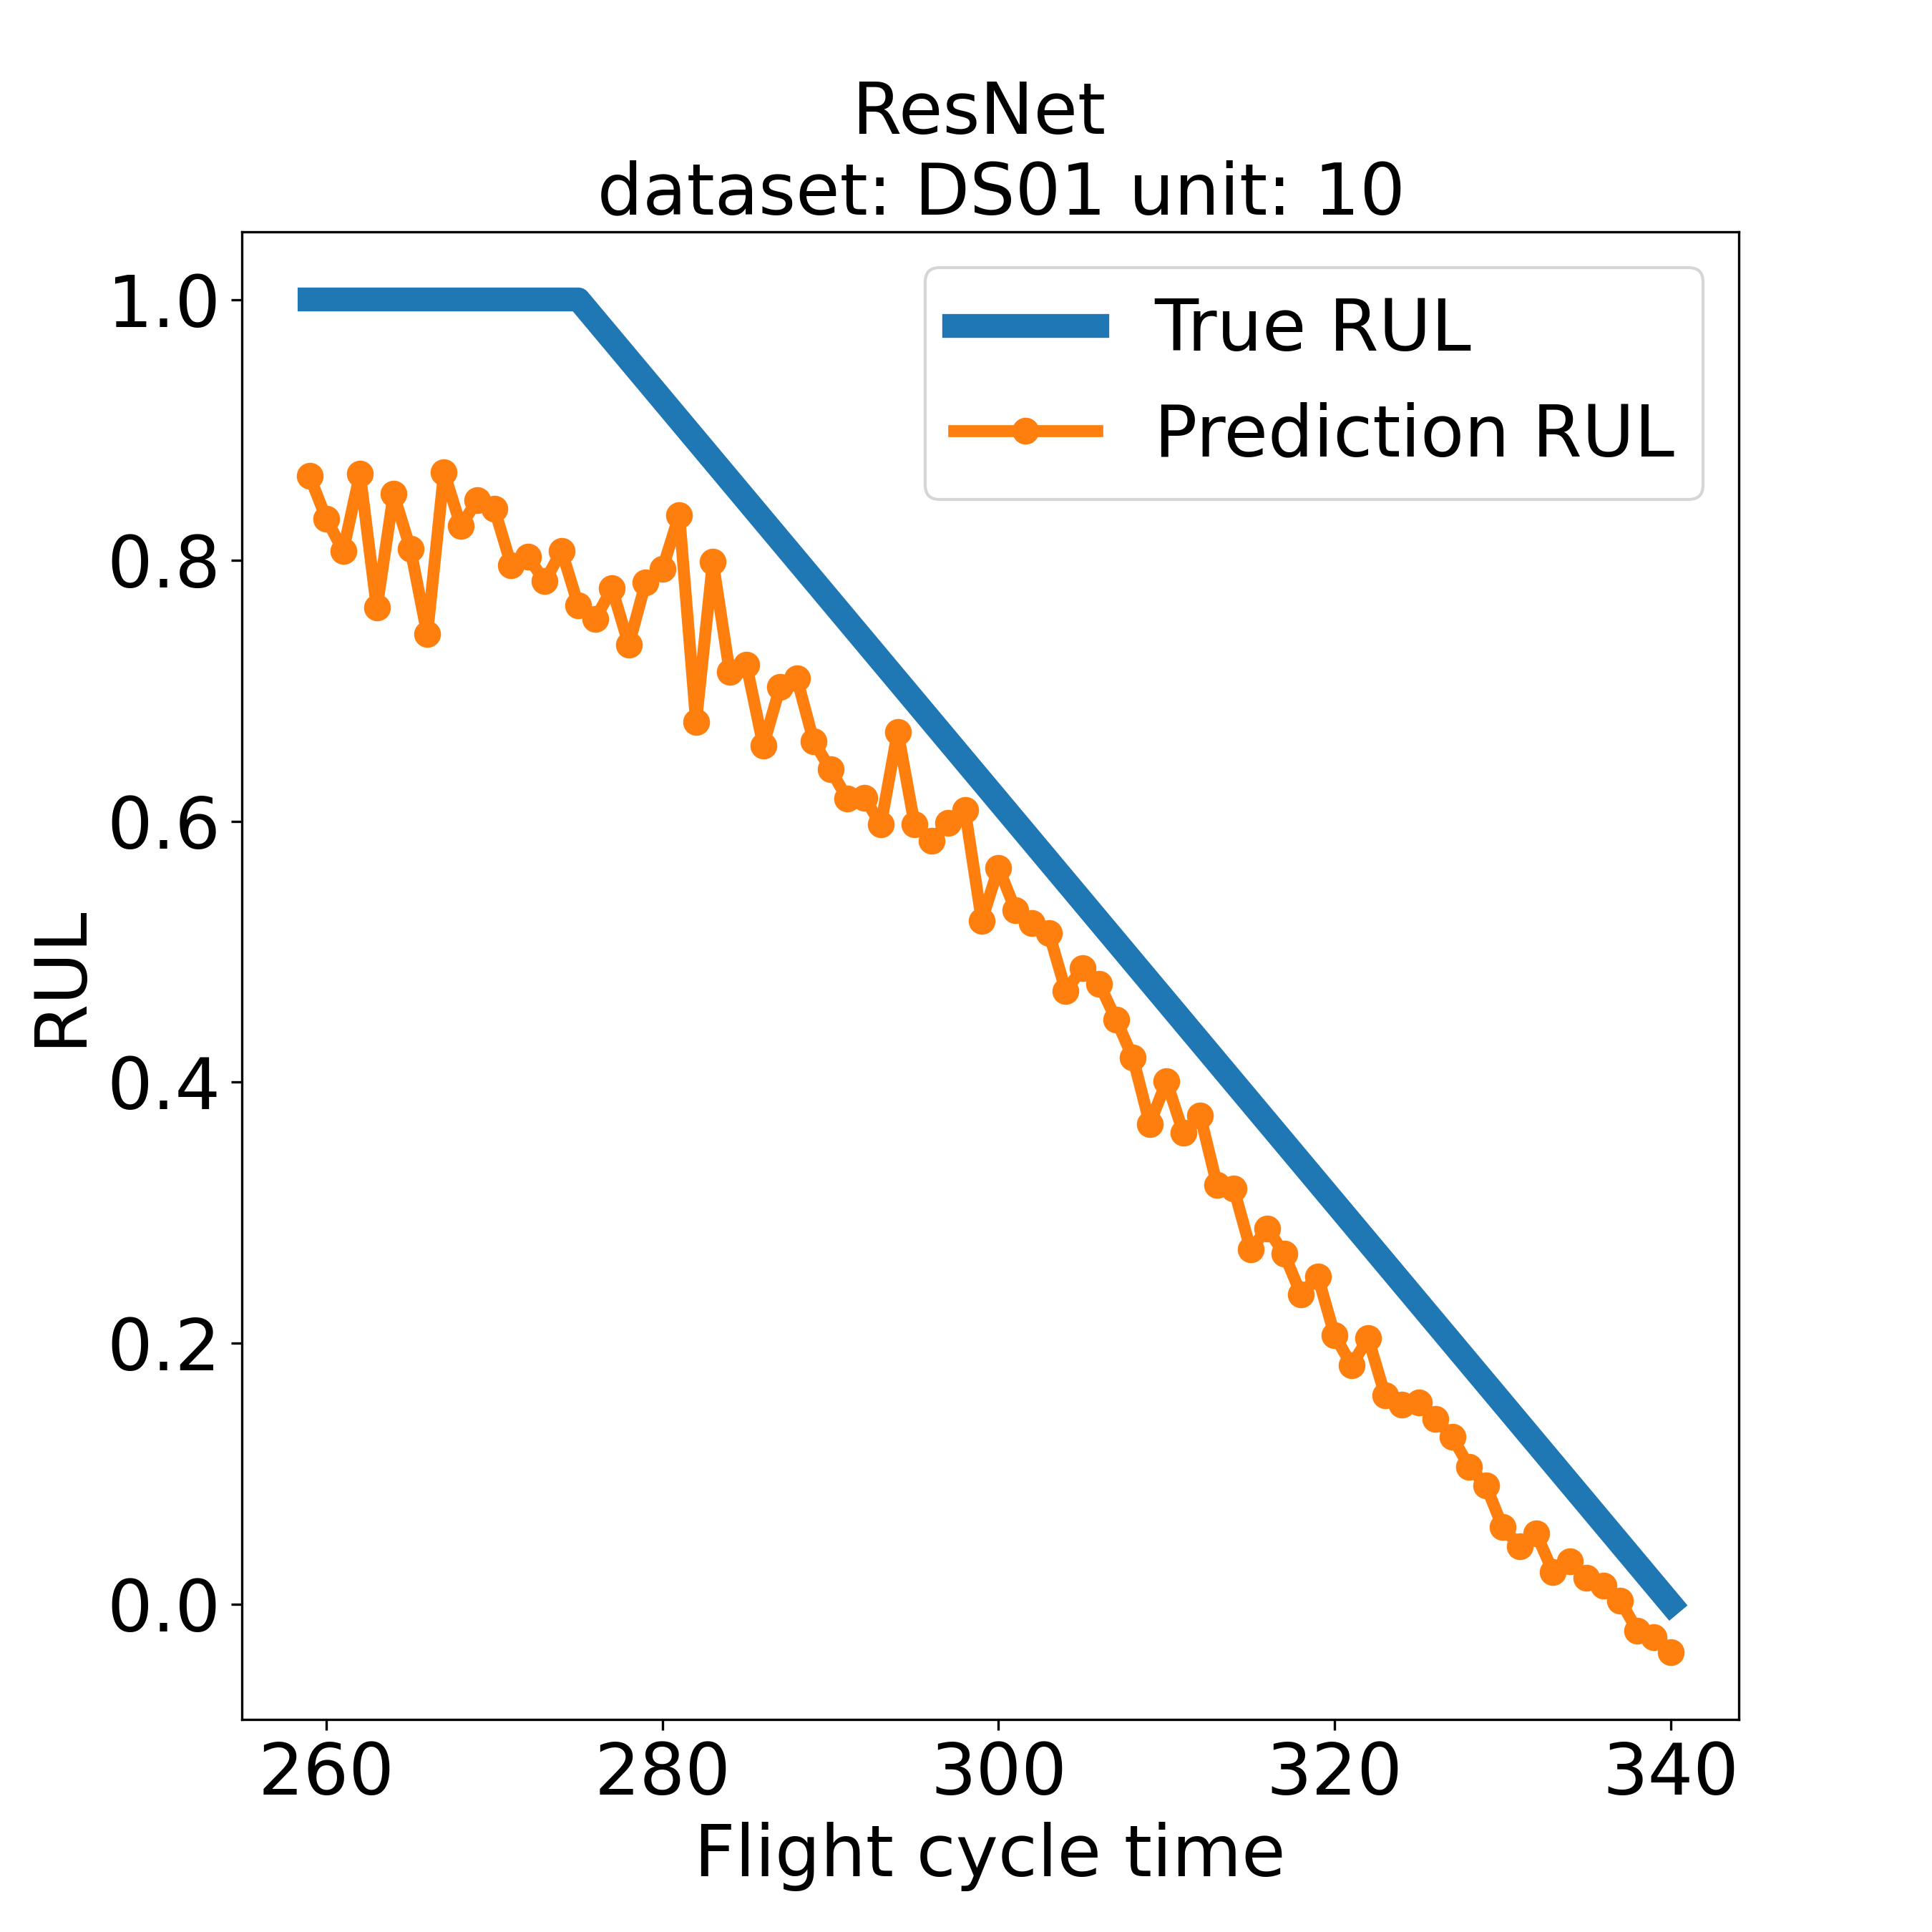 ResNet
dataset: DS01 unit: 10
True RUL
Prediction RUL
1.0
0.8
0.6
0.4
0.2
0.0
RUL
260 280 300 320 340
Flight cycle time